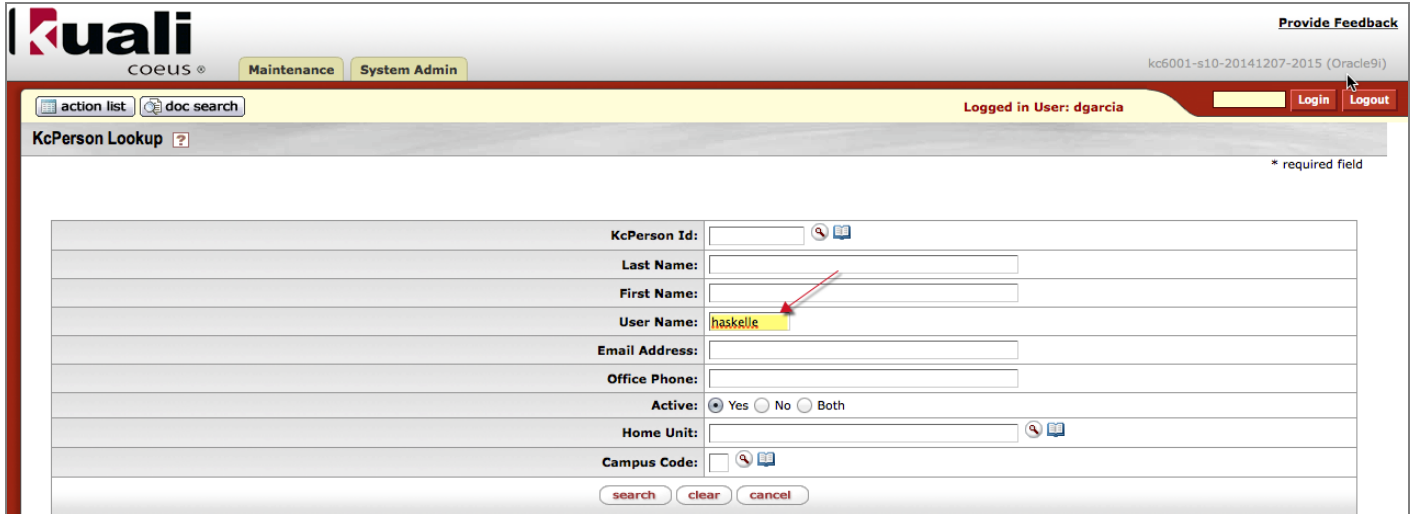 Kuali
coeus ®
Provide Feedback
Maintenance
System Admin
kc6001-s10-20141207-2015 (Oracle9i)
action list
doc search
Logged in User: dgarcia
Login
Logout
KcPerson Lookup ?
* required field
KcPerson Id:
Last Name:
First Name:
User Name: haskelle
Email Address:
Office Phone:
Active: Yes No Both
Home Unit:
Campus Code:
search clear cancel